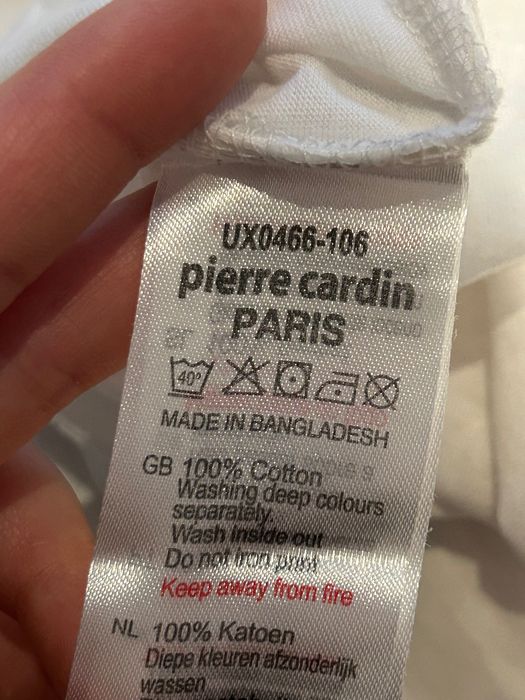 UX0466-106
pierre cardin
PARIS
40°
MADE IN BANGLADESH
GB 100% Cotton
Washing deep colours
separately.
Wash inside out
Do not iron print
Keep away from fire
NL 100% Katoen
Diepe kleuren afzonderlijk
wassen